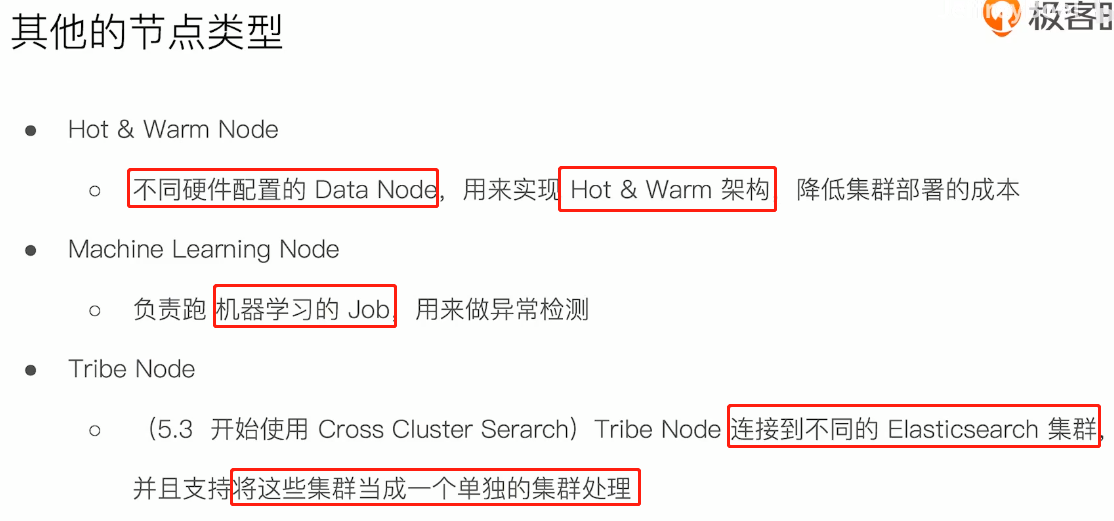 其他的节点类型
极客
● Hot & Warm Node
○ 不同硬件配置的 Data Node，用来实现 Hot & Warm 架构 降低集群部署的成本
● Machine Learning Node
○ 负责跑 机器学习的 Job，用来做异常检测
● Tribe Node
○ （5.3 开始使用 Cross Cluster Serarch）Tribe Node 连接到不同的 Elasticsearch 集群，
并且支持将这些集群当成一个单独的集群处理